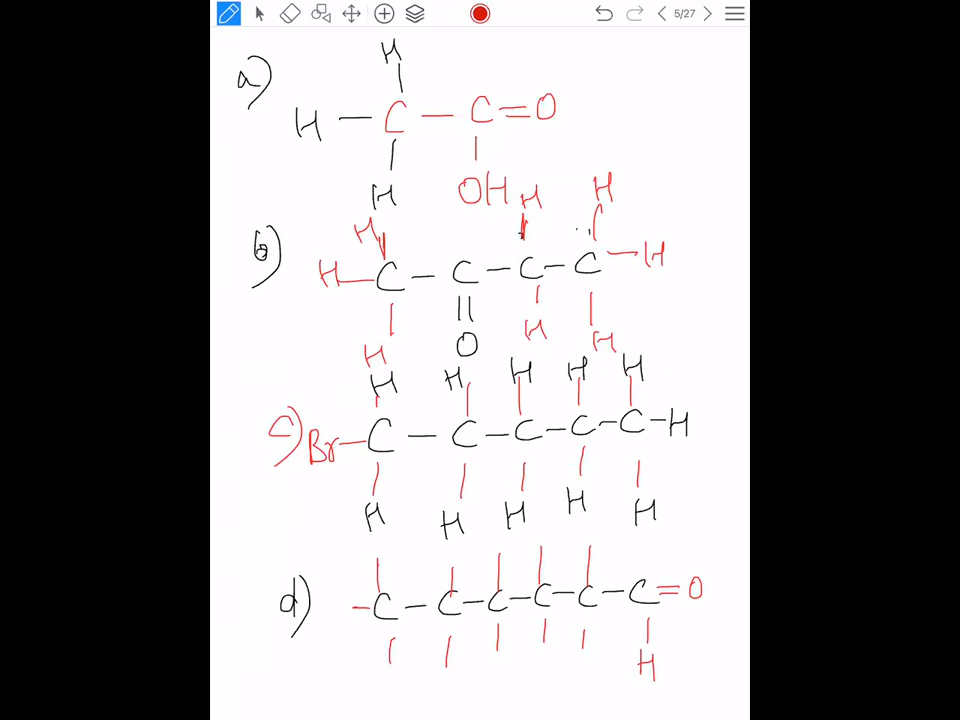 5/27
H
a)
H - C - C = O
H OH
H H H
b) H - C - C - C - C - H
H O H H
H H H H H
c) Br - C - C - C - C - C - H
H H H H H
d) - C - C - C - C - C - C = O
H